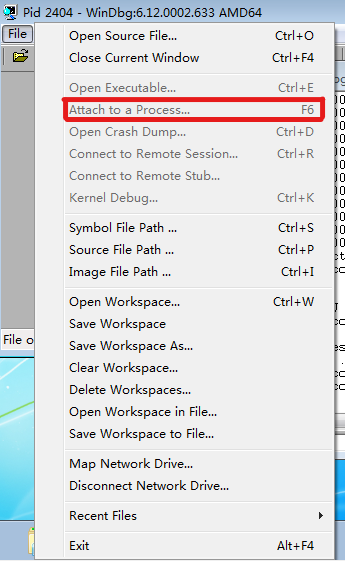 Pid 2404 - WinDbg:6.12.0002.633 AMD64
File
Open Source File... Ctrl+O
Close Current Window Ctrl+F4
Open Executable... Ctrl+E
Attach to a Process... F6
Open Crash Dump... Ctrl+D
Connect to Remote Session... Ctrl+R
Connect to Remote Stub...
Kernel Debug... Ctrl+K
Symbol File Path ... Ctrl+S
Source File Path ... Ctrl+P
Image File Path ... Ctrl+I
Open Workspace... Ctrl+W
Save Workspace
Save Workspace As...
Clear Workspace...
Delete Workspaces...
Open Workspace in File...
Save Workspace to File...
Map Network Drive...
Disconnect Network Drive...
Recent Files
Exit Alt+F4
File o